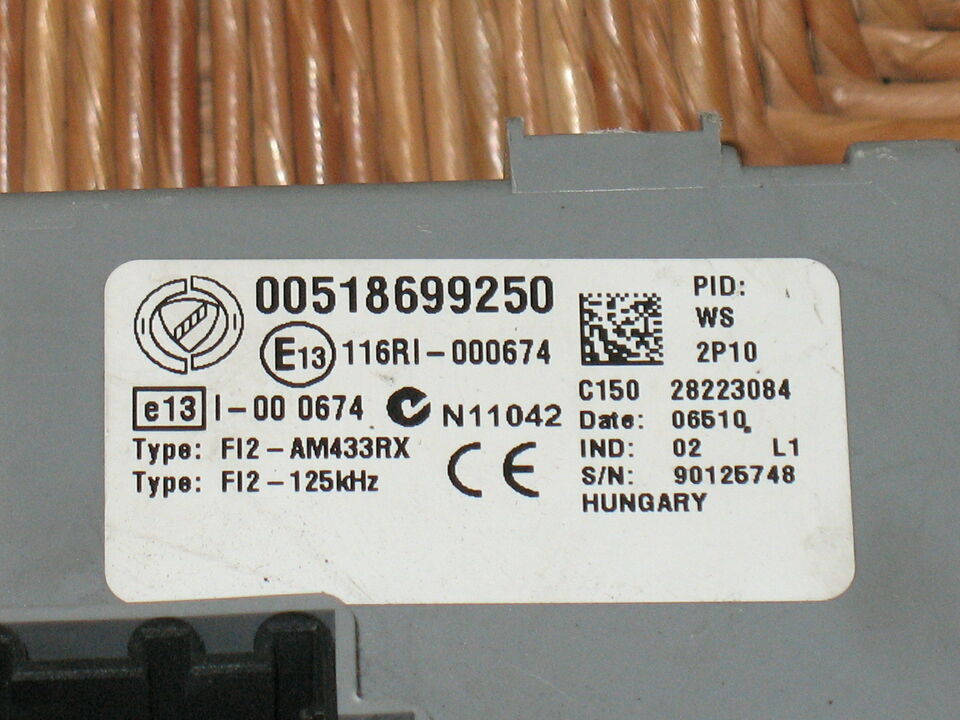 00518699250
E13 116RI-000674
e13 I-00 0674 N11042
Type: FI2-AM433RX
Type: FI2-125kHz
CE
PID:
WS
2P10
C150 28223084
Date: 06510
IND: 02 L1
S/N: 90125748
HUNGARY